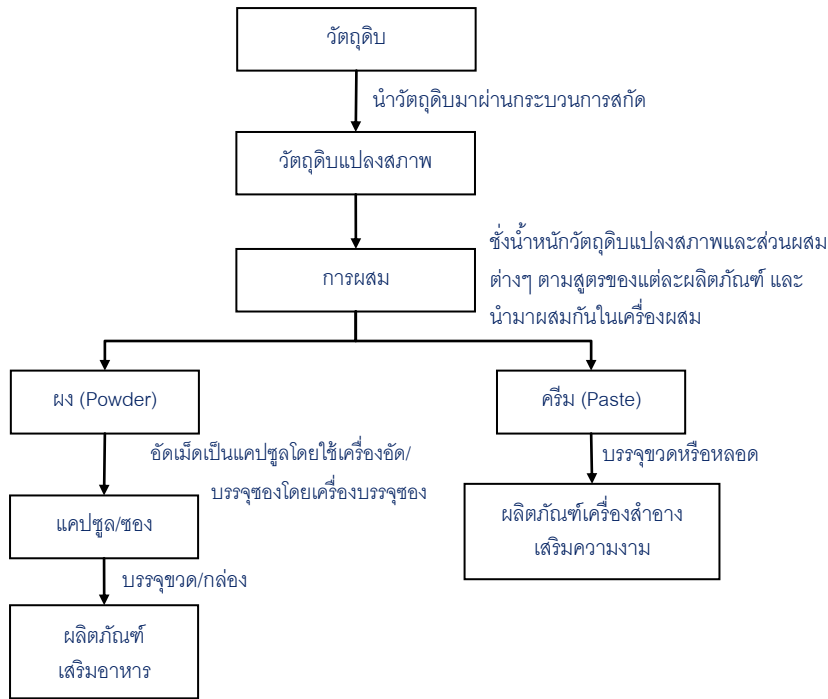 วัตถุดิบ
นำวัตถุดิบมาผ่านกระบวนการสกัด
วัตถุดิบแปลงสภาพ
การผสม
ชั่งน้ำหนักวัตถุดิบแปลงสภาพและส่วนผสม
ต่างๆ ตามสูตรของแต่ละผลิตภัณฑ์ และ
นำมาผสมกันในเครื่องผสม
ผง (Powder)
อัดเม็ดเป็นแคปซูลโดยใช้เครื่องอัด/
บรรจุซองโดยเครื่องบรรจุซอง
แคปซูล/ซอง
บรรจุขวด/กล่อง
ผลิตภัณฑ์
เสริมอาหาร
ครีม (Paste)
บรรจุขวดหรือหลอด
ผลิตภัณฑ์เครื่องสำอาง
เสริมความงาม